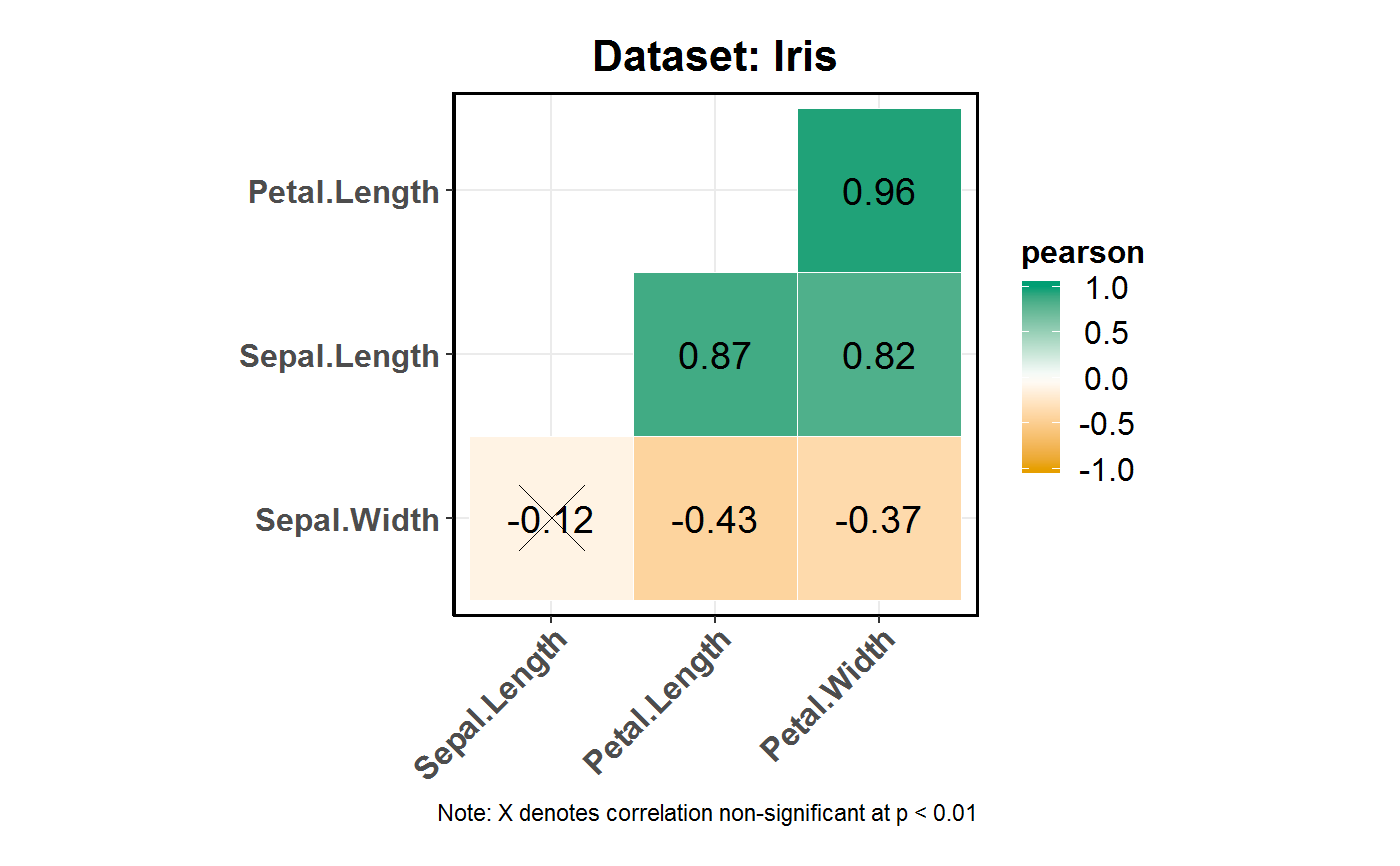 Dataset: Iris
Petal.Length
0.96
pearson
1.0
0.5
0.0
-0.5
-1.0
Sepal.Length
0.87 0.82
Sepal.Width
-0.12 -0.43 -0.37
Sepal.Length
Petal.Length
Petal.Width
Note: X denotes correlation non-significant at p < 0.01